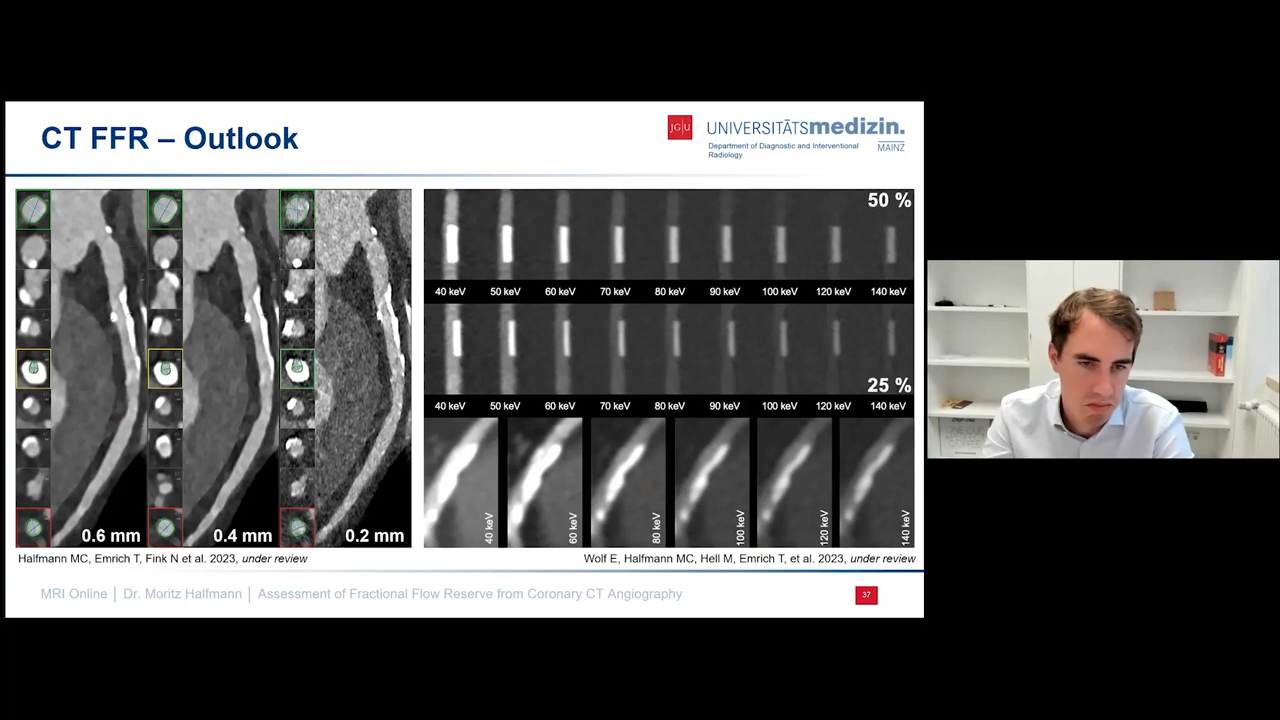 CT FFR – Outlook
JG|U
UNIVERSITÄTSmedizin.
Department of Diagnostic and Interventional
Radiology
MAINZ
0.6 mm
0.4 mm
0.2 mm
50 %
40 keV 50 keV 60 keV 70 keV 80 keV 90 keV 100 keV 120 keV 140 keV
25 %
40 keV 50 keV 60 keV 70 keV 80 keV 90 keV 100 keV 120 keV 140 keV
40 keV 60 keV 80 keV 100 keV 120 keV 140 keV
Halfmann MC, Emrich T, Fink N et al. 2023, under review
Wolf E, Halfmann MC, Hell M, Emrich T, et al. 2023, under review
MRI Online | Dr. Moritz Halfmann | Assessment of Fractional Flow Reserve from Coronary CT Angiography
37